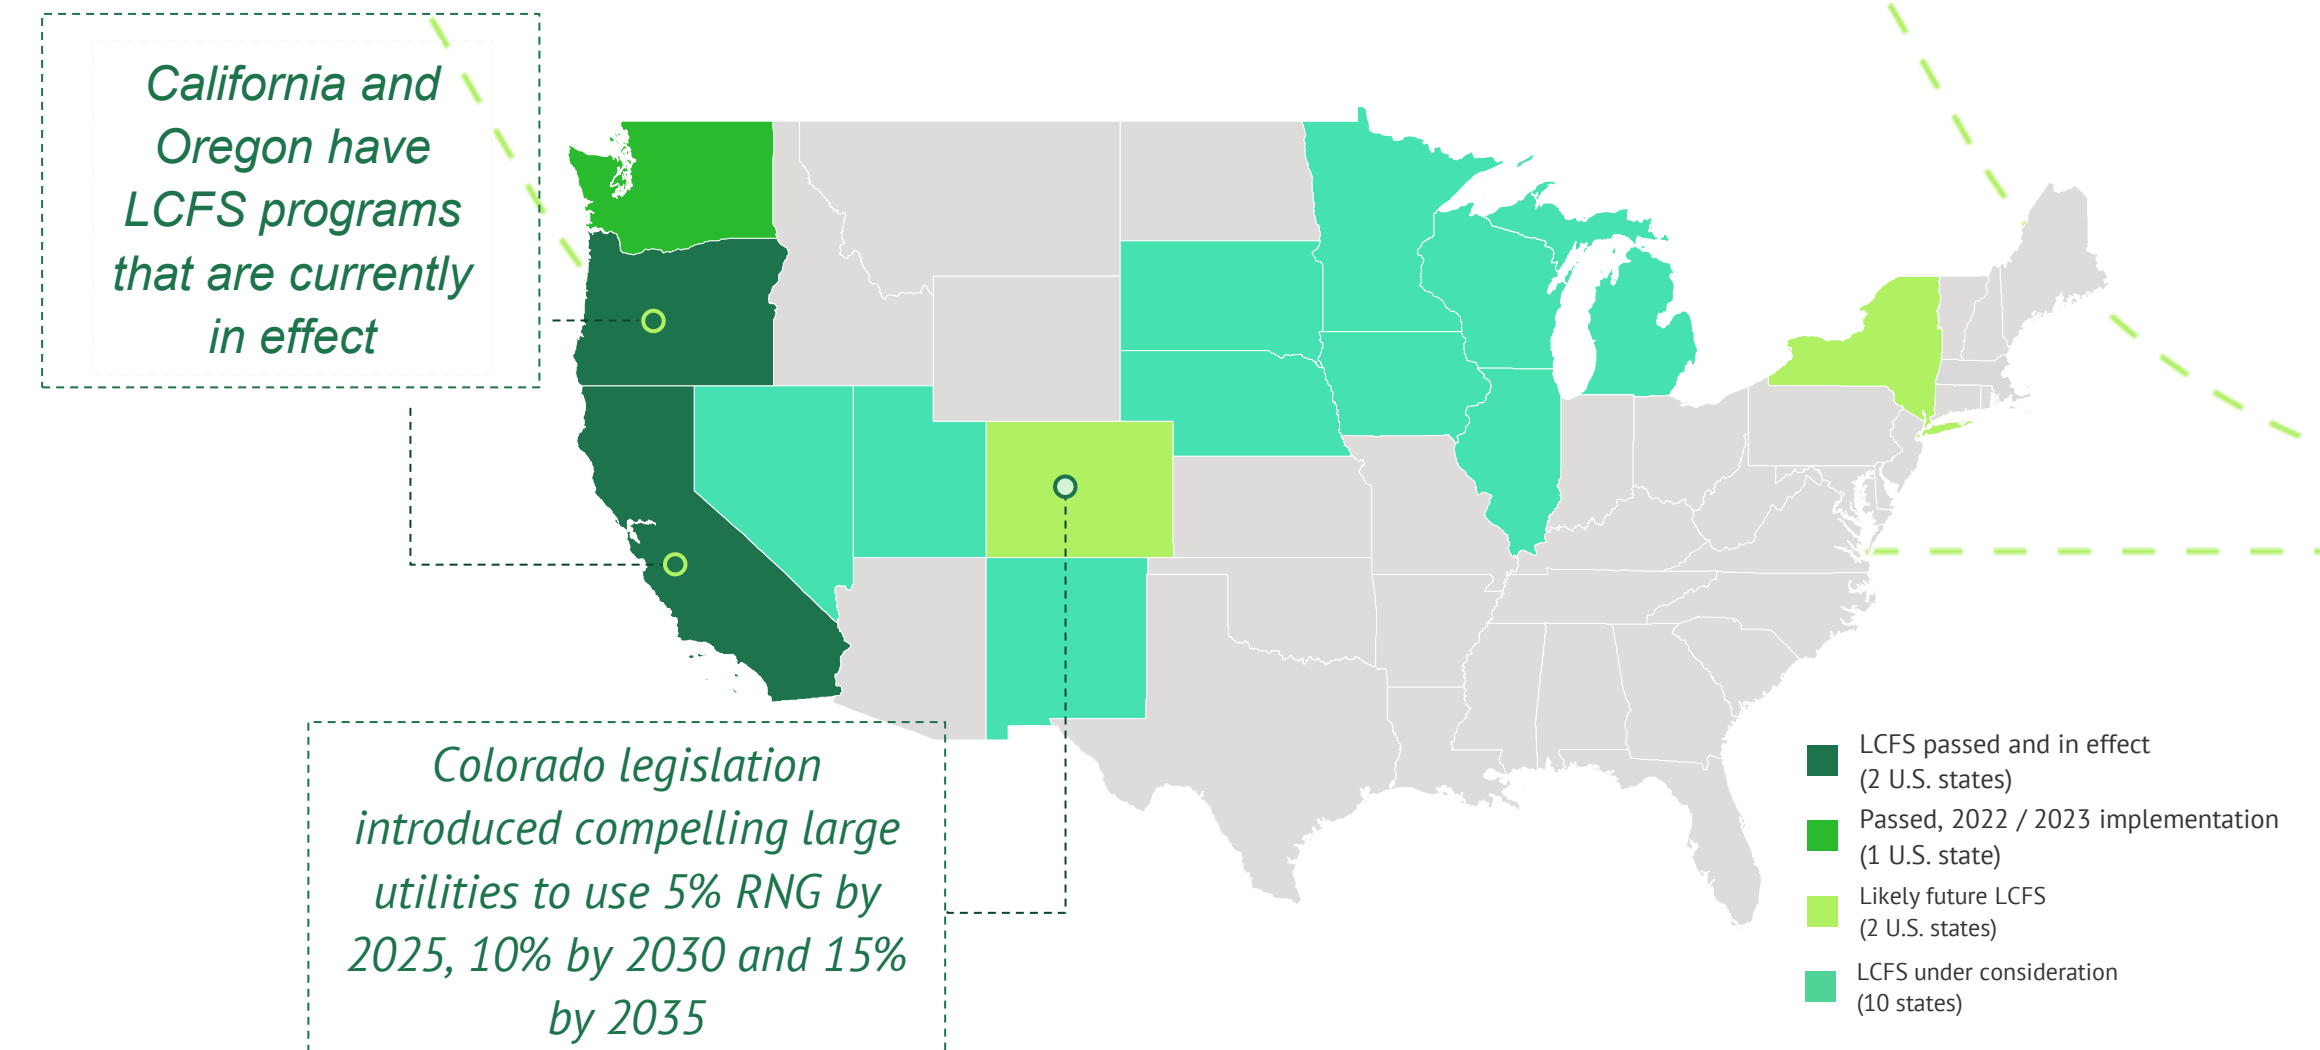 California and
Oregon have
LCFS programs
that are currently
in effect
Colorado legislation
introduced compelling large
utilities to use 5% RNG by
2025, 10% by 2030 and 15%
by 2035
LCFS passed and in effect
(2 U.S. states)
Passed, 2022 / 2023 implementation
(1 U.S. state)
Likely future LCFS
(2 U.S. states)
LCFS under consideration
(10 states)